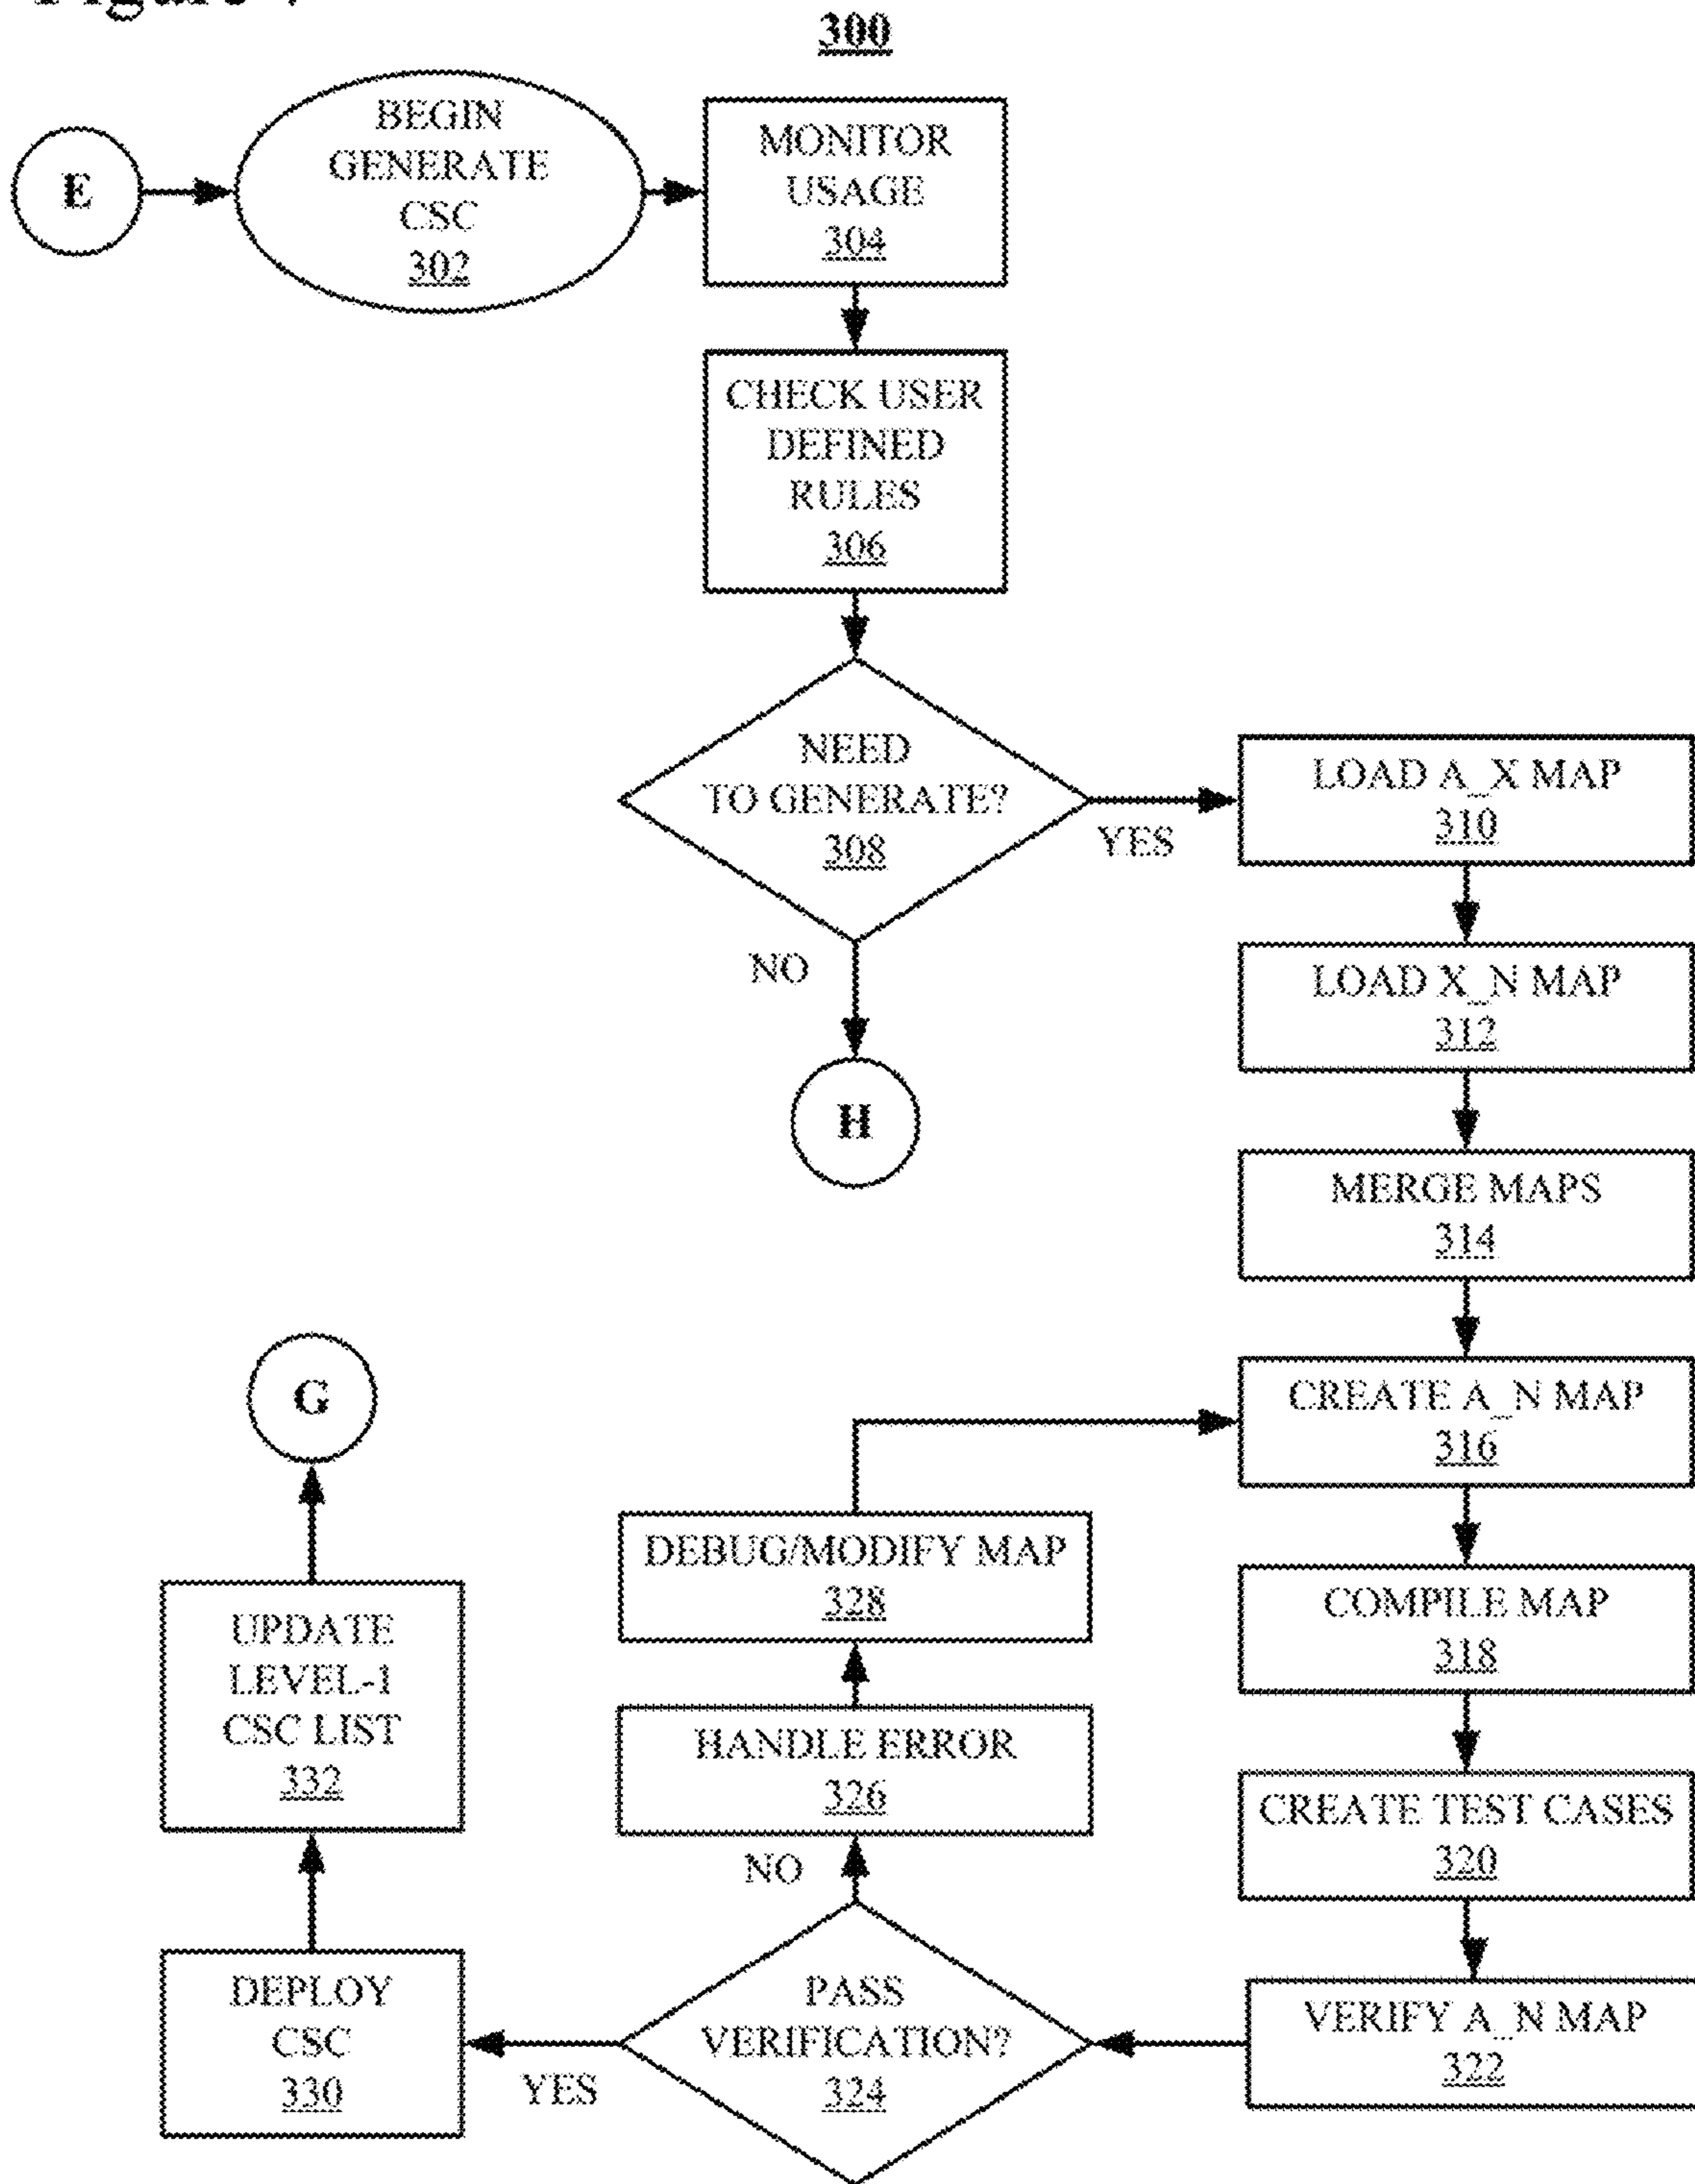 300
E
BEGIN
GENERATE
CSC
302
MONITOR
USAGE
304
CHECK USER
DEFINED
RULES
306
NEED
TO GENERATE?
308
YES
NO
H
LOAD A_X MAP
310
LOAD X_N MAP
312
MERGE MAPS
314
CREATE A_N MAP
316
COMPILE MAP
318
CREATE TEST CASES
320
VERIFY A_N MAP
322
PASS
VERIFICATION?
324
NO
HANDLE ERROR
326
DEBUG/MODIFY MAP
328
YES
DEPLOY
CSC
330
UPDATE
LEVEL-1
CSC LIST
332
G